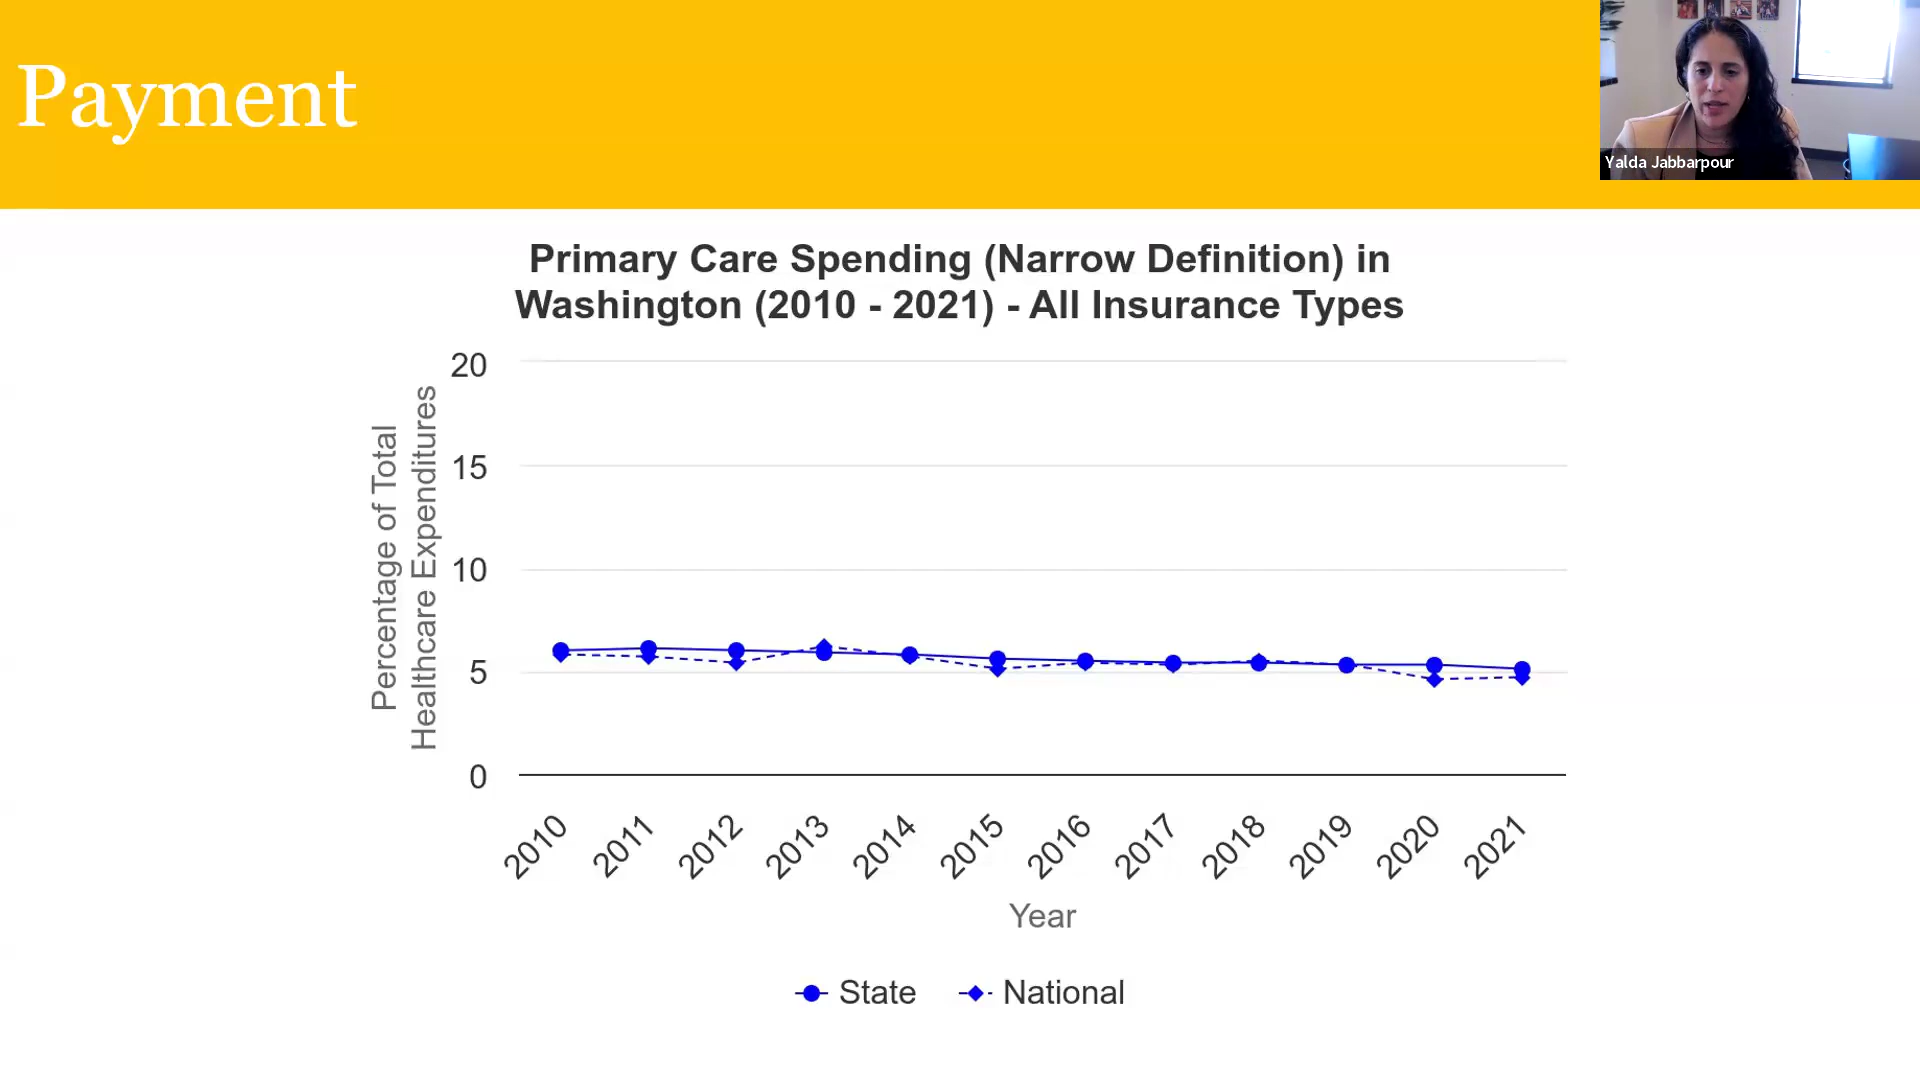 Payment
Yalda Jabbarpour
Primary Care Spending (Narrow Definition) in
Washington (2010 - 2021) - All Insurance Types
Percentage of Total
Healthcare Expenditures
20
15
10
5
0
2010
2011
2012
2013
2014
2015
2016
2017
2018
2019
2020
2021
Year
State
National